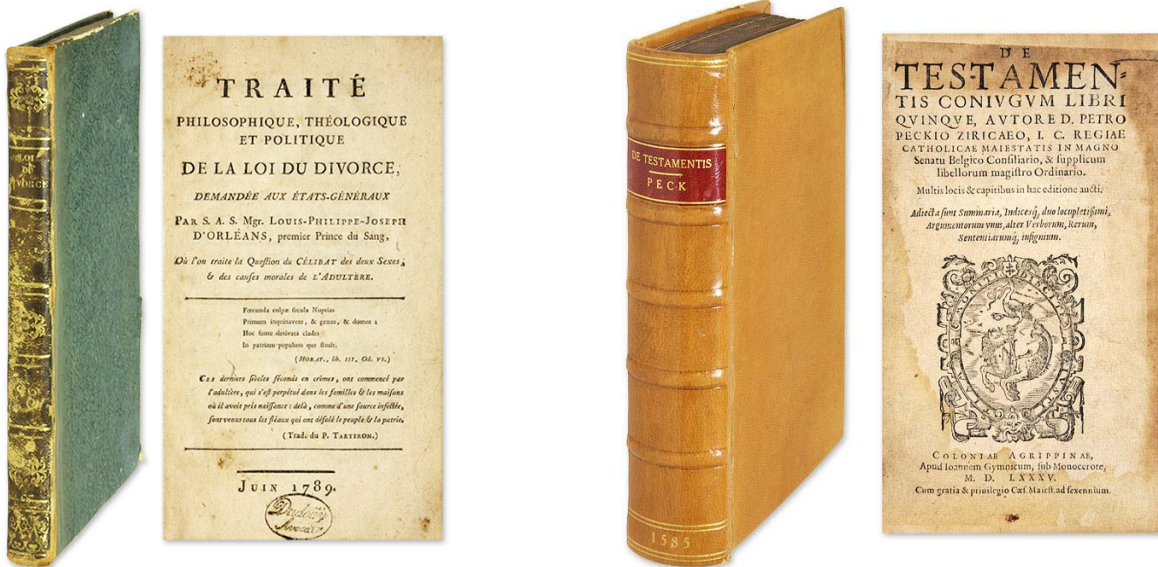 LOI
DE
TRAITÉ
PHILOSOPHIQUE, THÉOLOGIQUE
ET POLITIQUE
DE LA LOI DU DIVORCE,
DEMANDÉE AUX ÉTATS-GÉNÉRAUX
PAR S. A. S. Mgr. LOUIS-PHILIPPE-JOSEPH
D'ORLÉANS, premier Prince du Sang,
Où l'on traite la Question du CÉLIBAT des deux Sexes,
& des causes morales de L'ADULTERE.
Fœcunda culpæ secula Nuptias
Primum inquinavere, & genus, & domos :
Hoc fonte derivata clades
In patriam populum que fluxit.
(HORAT., lib. III, Od. VI.)
CES derniers siècles féconds en crimes, ont commencé par
l'adultère, qui s'est perpétué dans les familles & les maisons
où il avoit pris naissance : delà, comme d'une source infectée,
sont venus tous les fléaux qui ont désolé le peuple & la patrie.
(Trad. du P. TARTERON.)
JUIN 1789.
Avocat
DE TESTAMENTIS
PECK
1585
DE
TESTAMEN-
TIS CONIVGVM LIBRI
QVINQVE, AVTORE D. PETRO
PECKIO ZIRICAEO, I. C. REGIAE
CATHOLICAE MAIESTATIS IN MAGNO
Senatu Belgico Consiliario, & supplicum
libellorum magistro Ordinario.
Multis locis & capitibus in hac editione aucti.
Adiecta sunt Summaria, Indicesq́, duo locupletissimi,
Argumentorum vnus, alter Verborum, Rerum,
Sententiarumq́, insignium.
COLONIAE AGRIPPINAE,
Apud Ioannem Gymnicum, sub Monocerote,
M. D. LXXXV.
Cum gratia & priuilegio Cæs. Maiest. ad sexennium.